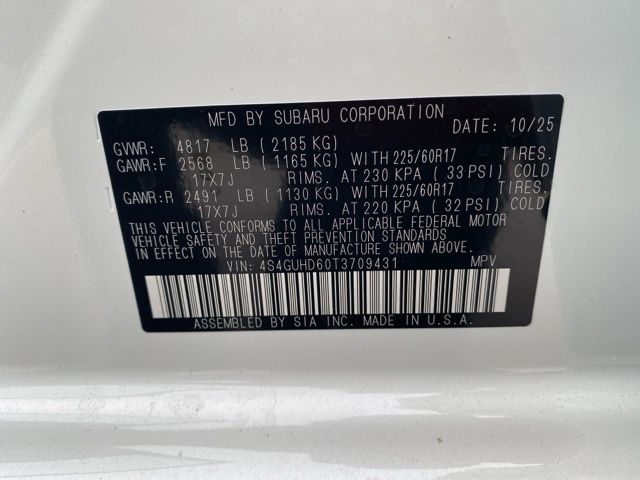 MFD BY SUBARU CORPORATION
DATE: 10/25
GVWR: 4817 LB ( 2185 KG)
GAWR:F 2568 LB ( 1165 KG) WITH 225/60R17 TIRES.
17X7J RIMS. AT 230 KPA ( 33 PSI) COLD
GAWR:R 2491 LB ( 1130 KG) WITH 225/60R17 TIRES.
17X7J RIMS. AT 220 KPA ( 32 PSI) COLD
THIS VEHICLE CONFORMS TO ALL APPLICABLE FEDERAL MOTOR
VEHICLE SAFETY AND THEFT PREVENTION STANDARDS
IN EFFECT ON THE DATE OF MANUFACTURE SHOWN ABOVE.
VIN: 4S4GUHD60T3709431 MPV
ASSEMBLED BY SIA INC. MADE IN U.S.A.